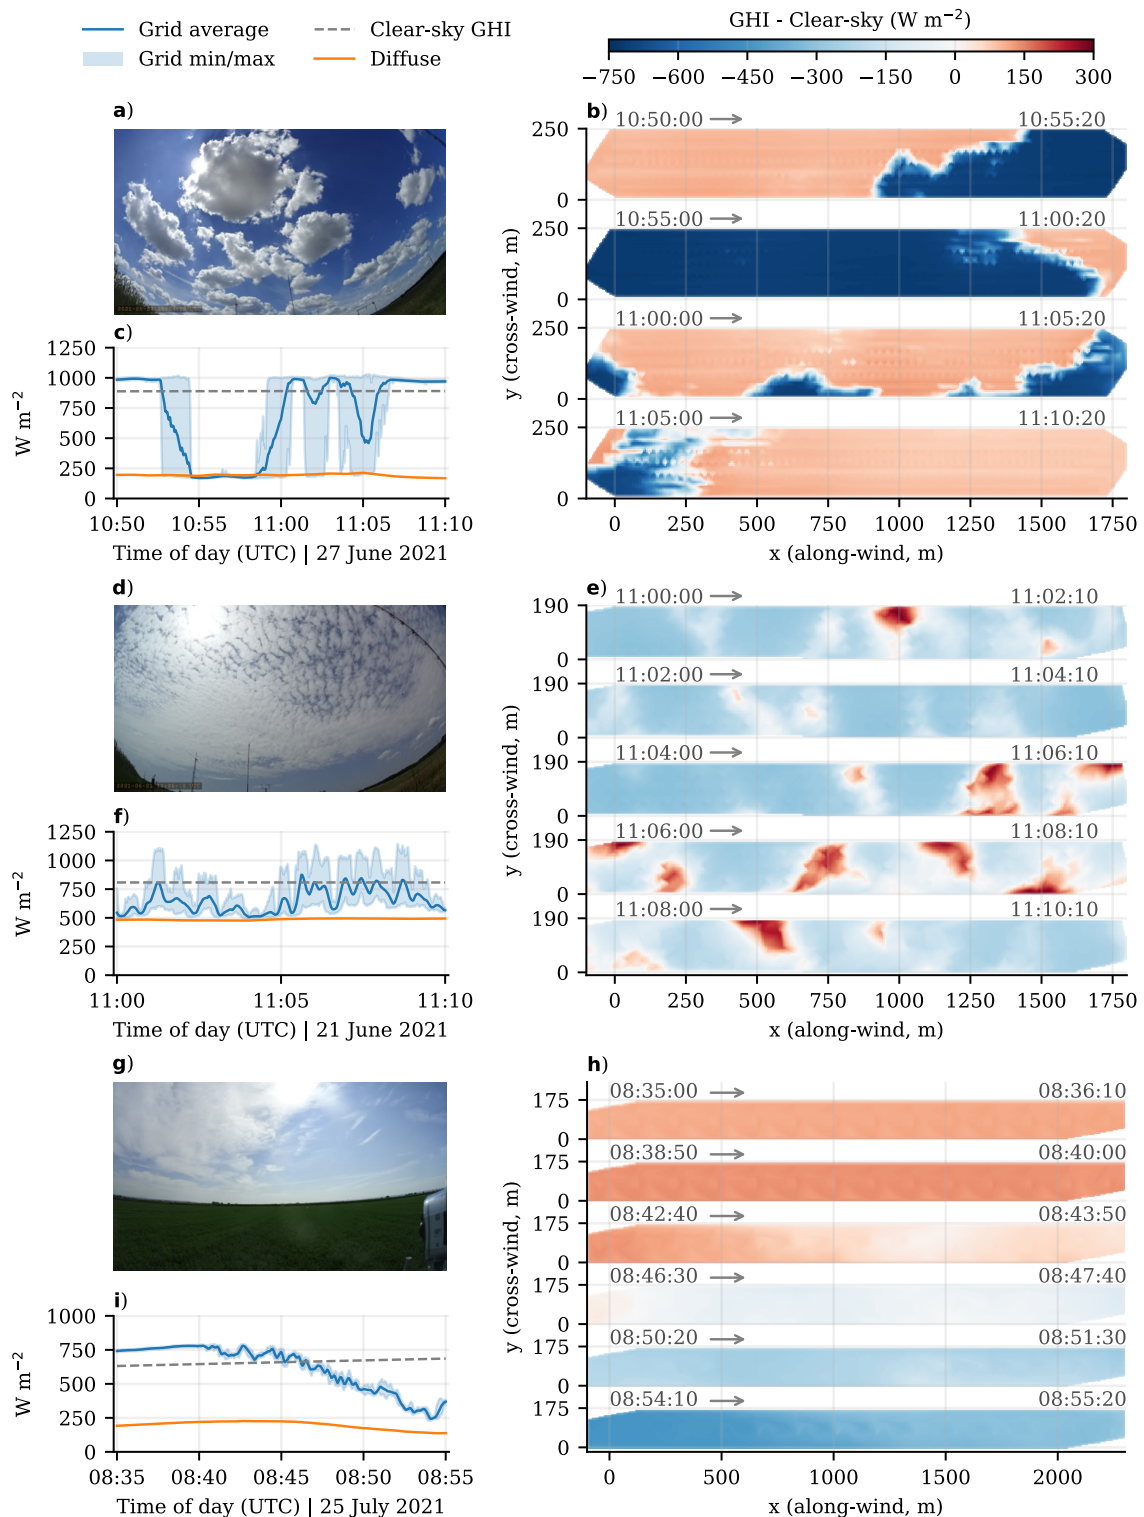 Grid average
Clear-sky GHI
Grid min/max
Diffuse
GHI - Clear-sky (W m⁻²)
−750 −600 −450 −300 −150 0 150 300
a)
b)
10:50:00 10:55:20
250
0
10:55:00 11:00:20
250
0
11:00:00 11:05:20
250
0
11:05:00 11:10:20
250
0
y (cross-wind, m)
0 250 500 750 1000 1250 1500 1750
x (along-wind, m)
c)
1250
1000
750
500
250
0
W m⁻²
10:50 10:55 11:00 11:05 11:10
Time of day (UTC) | 27 June 2021
d)
e)
11:00:00 11:02:10
190
0
11:02:00 11:04:10
190
0
11:04:00 11:06:10
190
0
11:06:00 11:08:10
190
0
11:08:00 11:10:10
190
0
y (cross-wind, m)
0 250 500 750 1000 1250 1500 1750
x (along-wind, m)
f)
1250
1000
750
500
250
0
W m⁻²
11:00 11:05 11:10
Time of day (UTC) | 21 June 2021
g)
h)
08:35:00 08:36:10
175
0
08:38:50 08:40:00
175
0
08:42:40 08:43:50
175
0
08:46:30 08:47:40
175
0
08:50:20 08:51:30
175
0
08:54:10 08:55:20
175
0
y (cross-wind, m)
0 500 1000 1500 2000
x (along-wind, m)
i)
1000
750
500
250
0
W m⁻²
08:35 08:40 08:45 08:50 08:55
Time of day (UTC) | 25 July 2021